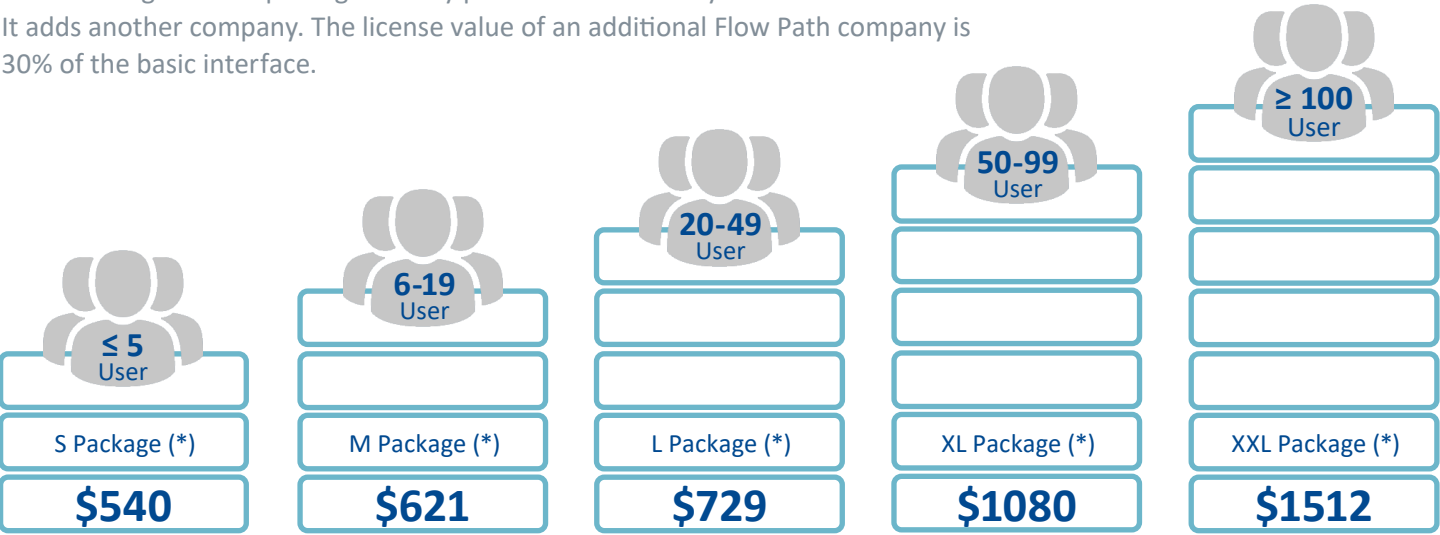 It adds another company. The license value of an additional Flow Path company is
30% of the basic interface.
≤ 5
User
6-19
User
20-49
User
50-99
User
≥ 100
User
S Package (*)
M Package (*)
L Package (*)
XL Package (*)
XXL Package (*)
$540
$621
$729
$1080
$1512